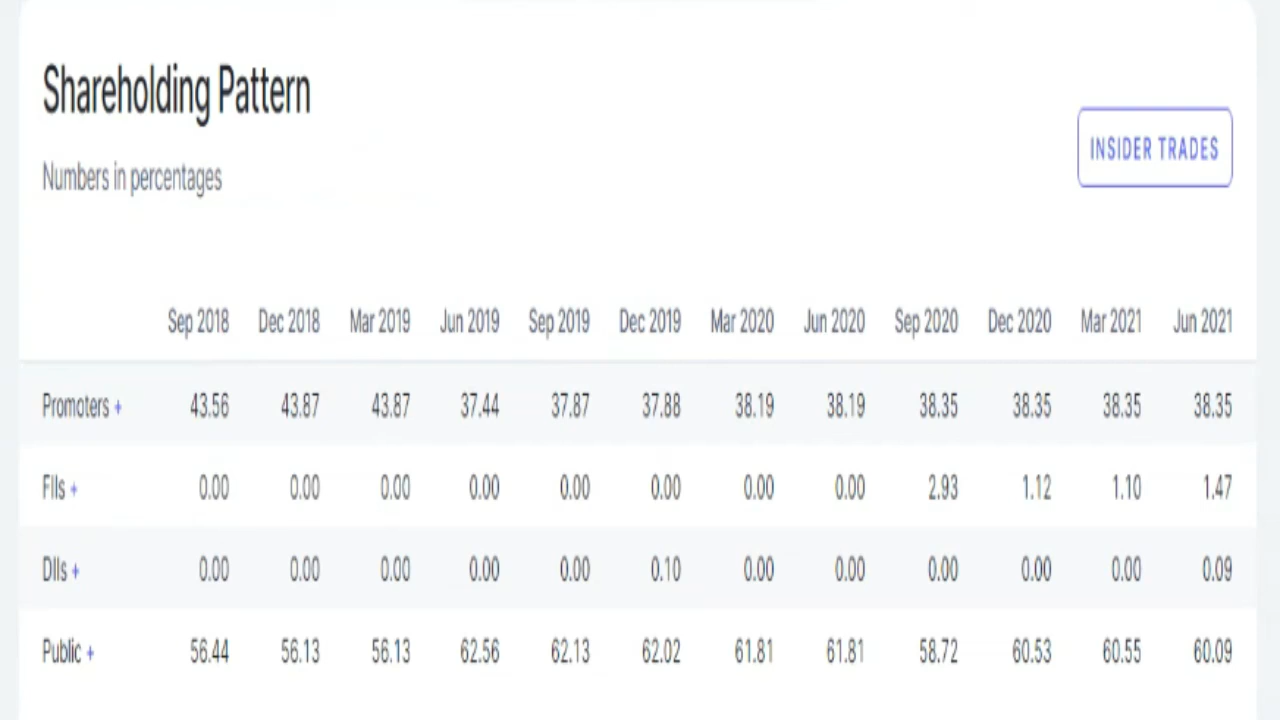 Shareholding Pattern
INSIDER TRADES
Numbers in percentages
Sep 2018 Dec 2018 Mar 2019 Jun 2019 Sep 2019 Dec 2019 Mar 2020 Jun 2020 Sep 2020 Dec 2020 Mar 2021 Jun 2021
Promoters + 43.56 43.87 43.87 37.44 37.87 37.88 38.19 38.19 38.35 38.35 38.35 38.35
FIIs + 0.00 0.00 0.00 0.00 0.00 0.00 0.00 0.00 2.93 1.12 1.10 1.47
DIIs + 0.00 0.00 0.00 0.00 0.00 0.10 0.00 0.00 0.00 0.00 0.00 0.09
Public + 56.44 56.13 56.13 62.56 62.13 62.02 61.81 61.81 58.72 60.53 60.55 60.09